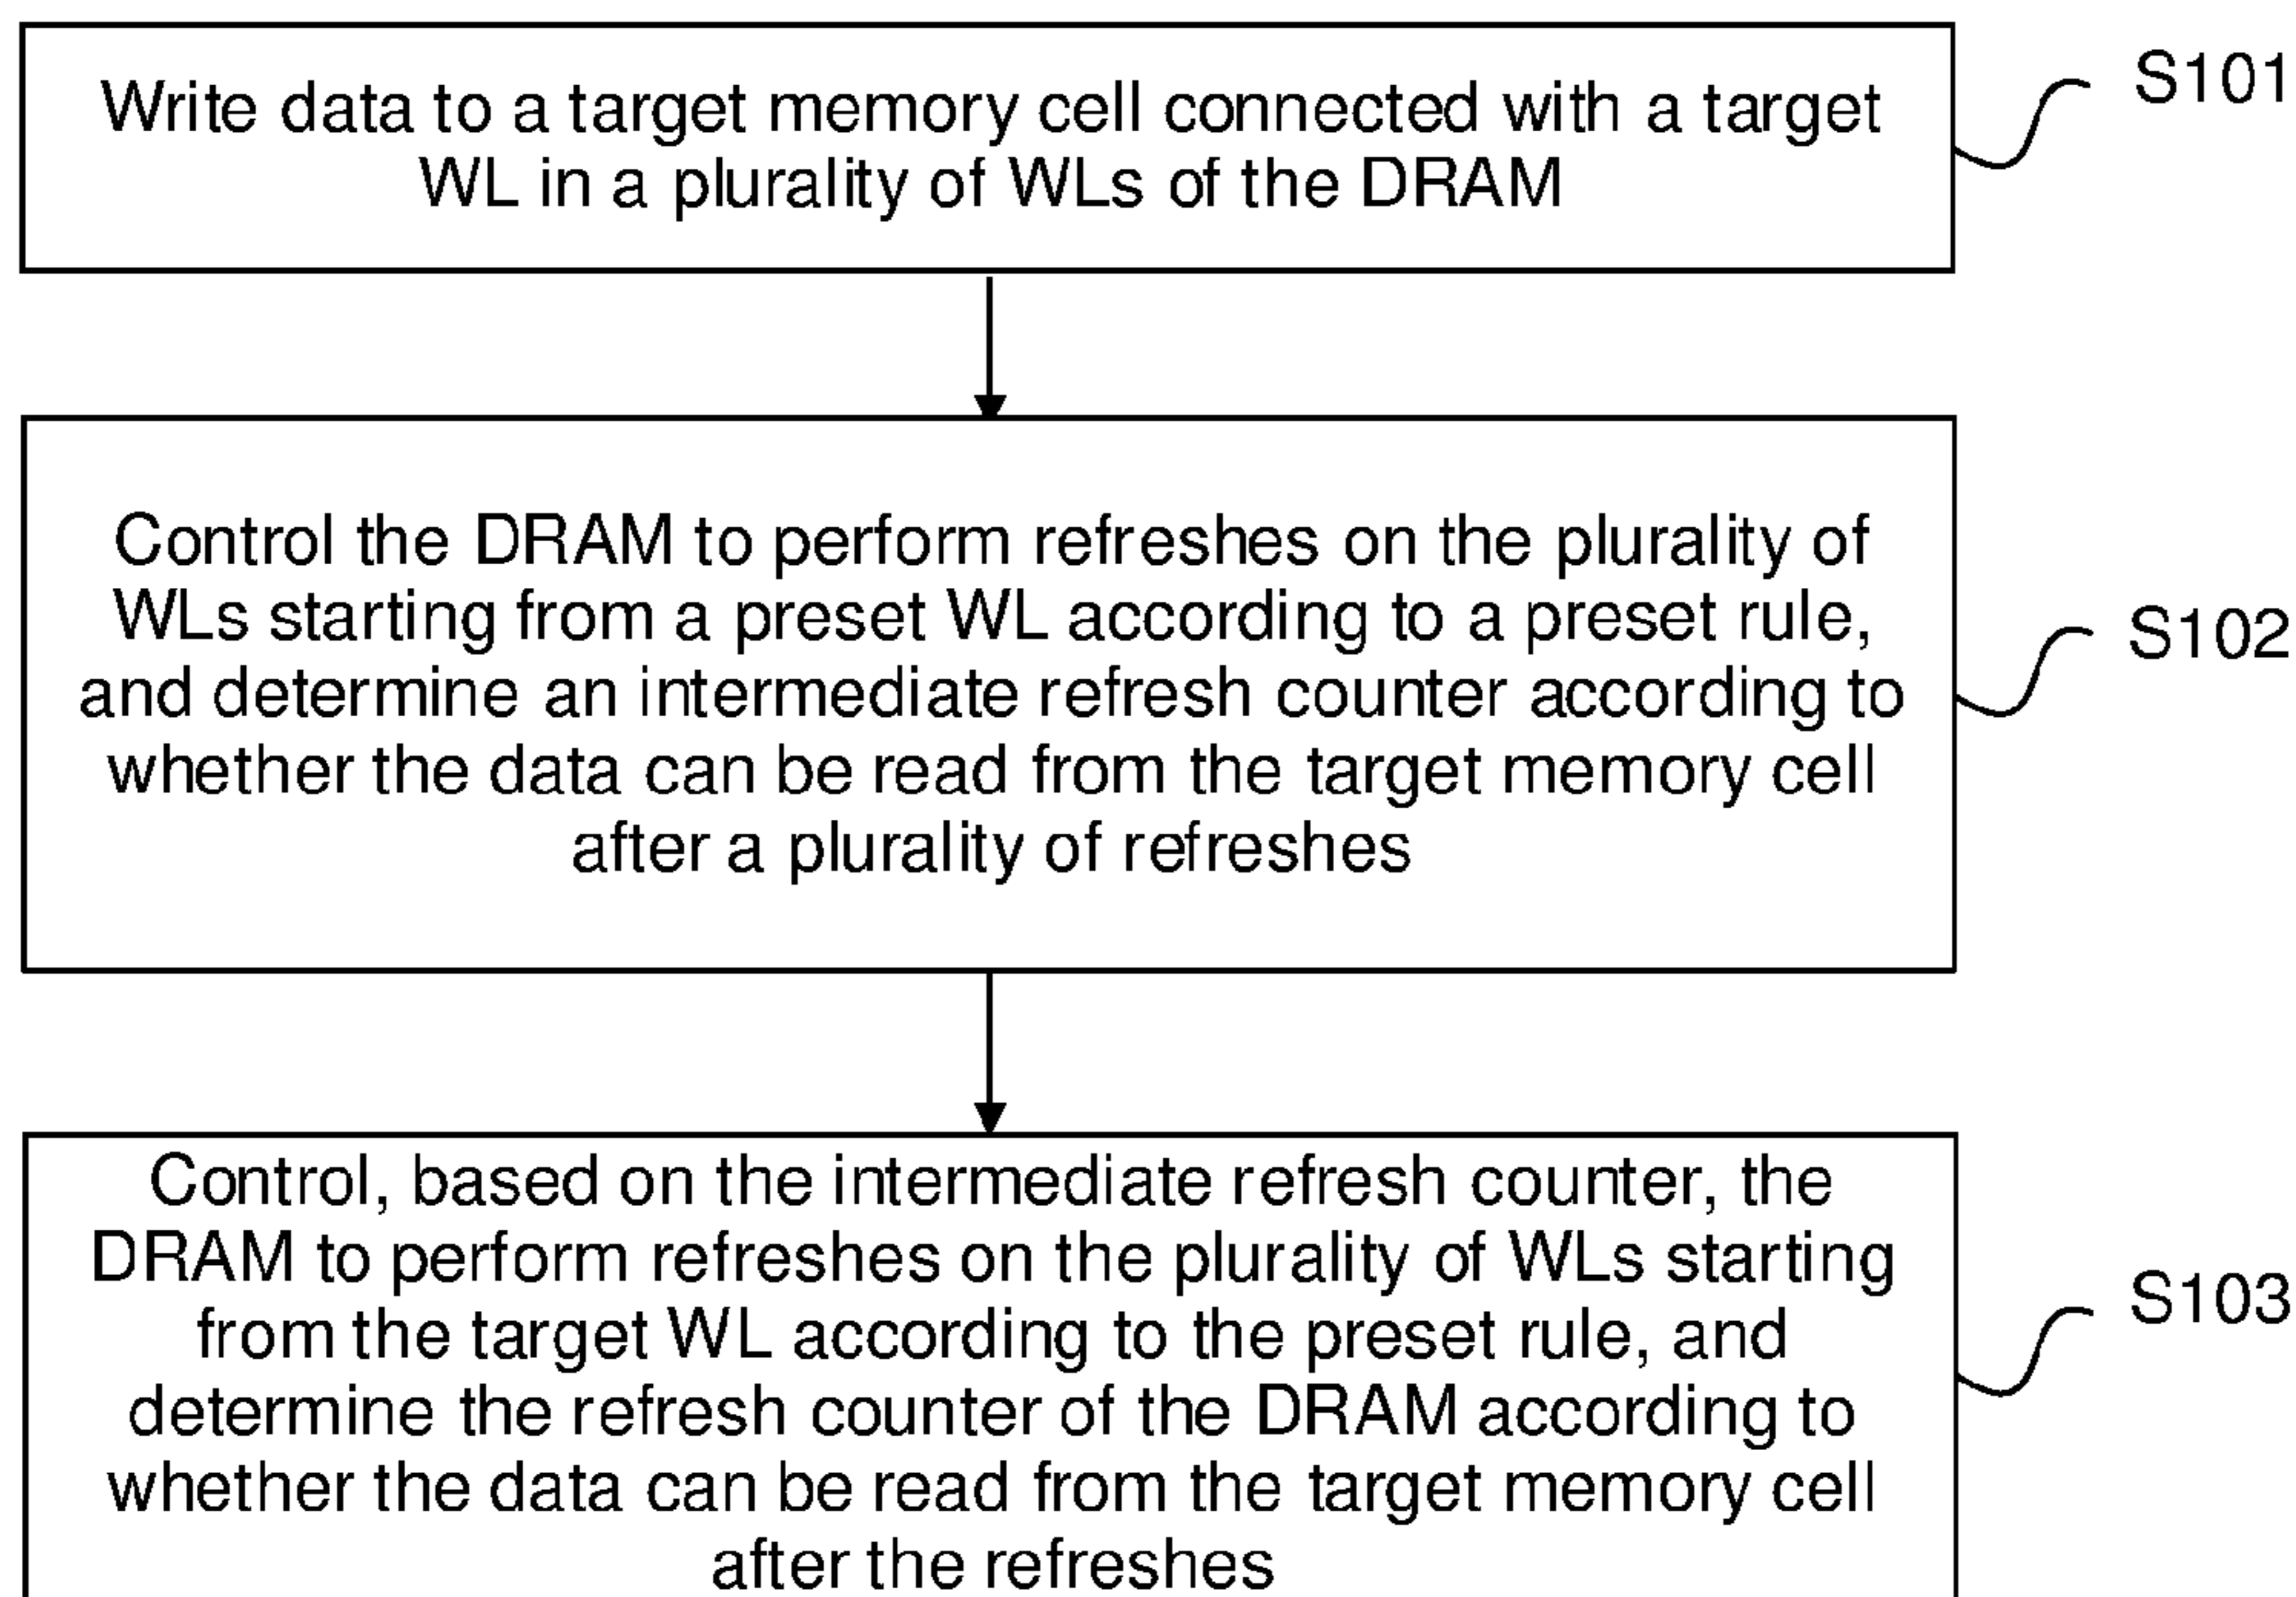 Write data to a target memory cell connected with a target
WL in a plurality of WLs of the DRAM
S101
Control the DRAM to perform refreshes on the plurality of
WLs starting from a preset WL according to a preset rule,
and determine an intermediate refresh counter according to
whether the data can be read from the target memory cell
after a plurality of refreshes
S102
Control, based on the intermediate refresh counter, the
DRAM to perform refreshes on the plurality of WLs starting
from the target WL according to the preset rule, and
determine the refresh counter of the DRAM according to
whether the data can be read from the target memory cell
after the refreshes
S103